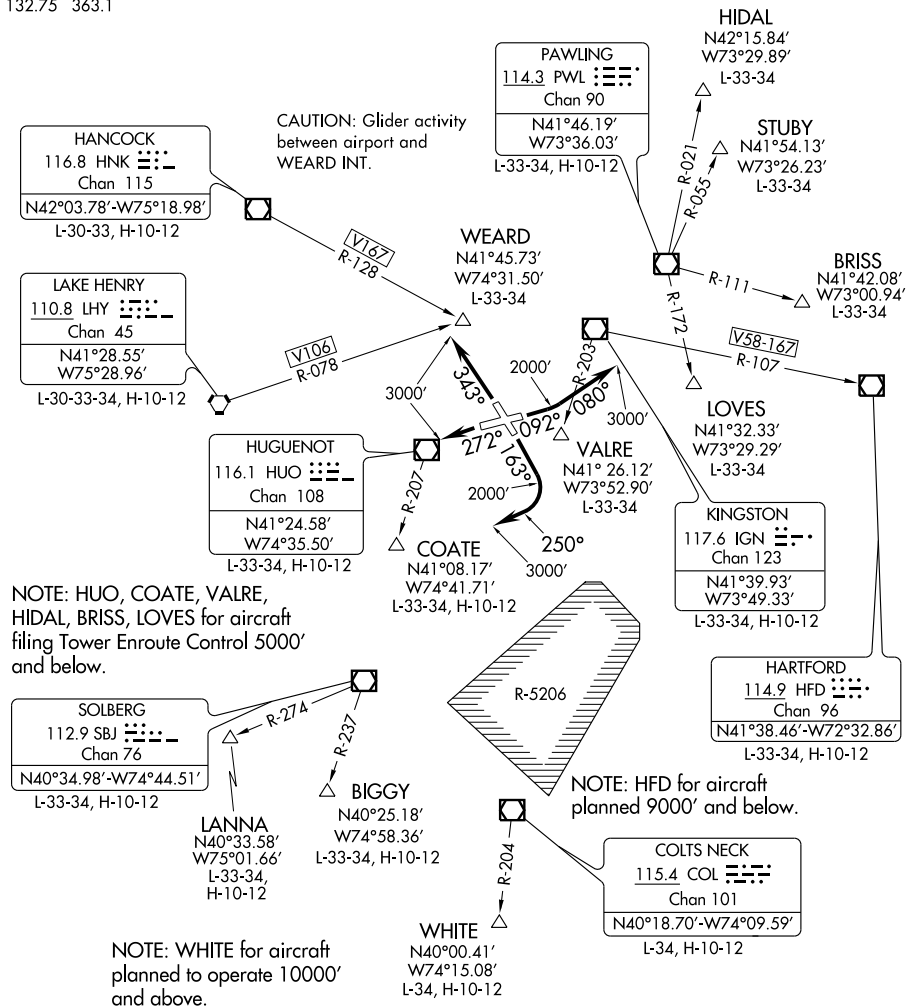 132.75 363.1
HIDAL
N42°15.84'
W73°29.89'
L-33-34
PAWLING
114.3 PWL
Chan 90
N41°46.19'
W73°36.03'
L-33-34, H-10-12
CAUTION: Glider activity
between airport and
WEARD INT.
STUBY
N41°54.13'
W73°26.23'
L-33-34
HANCOCK
116.8 HNK
Chan 115
N42°03.78'-W75°18.98'
L-30-33, H-10-12
R-021
R-055
V167
R-128
WEARD
N41°45.73'
W74°31.50'
L-33-34
BRISS
N41°42.08'
W73°00.94'
L-33-34
R-111
R-172
LAKE HENRY
110.8 LHY
Chan 45
N41°28.55'
W75°28.96'
L-30-33-34, H-10-12
V106
R-078
V58-167
R-107
R-203
3000'
343°
2000'
080°
3000'
092°
272°
163°
LOVES
N41°32.33'
W73°29.29'
L-33-34
HUGUENOT
116.1 HUO
Chan 108
N41°24.58'
W74°35.50'
L-33-34, H-10-12
VALRE
N41° 26.12'
W73°52.90'
L-33-34
R-207
2000'
250°
3000'
COATE
N41°08.17'
W74°41.71'
L-33-34, H-10-12
KINGSTON
117.6 IGN
Chan 123
N41°39.93'
W73°49.33'
L-33-34, H-10-12
NOTE: HUO, COATE, VALRE,
HIDAL, BRISS, LOVES for aircraft
filing Tower Enroute Control 5000'
and below.
R-5206
HARTFORD
114.9 HFD
Chan 96
N41°38.46'-W72°32.86'
L-33-34, H-10-12
SOLBERG
112.9 SBJ
Chan 76
N40°34.98'-W74°44.51'
L-33-34, H-10-12
R-274
R-237
LANNA
N40°33.58'
W75°01.66'
L-33-34,
H-10-12
BIGGY
N40°25.18'
W74°58.36'
L-33-34, H-10-12
NOTE: HFD for aircraft
planned 9000' and below.
COLTS NECK
115.4 COL
Chan 101
N40°18.70'-W74°09.59'
L-34, H-10-12
R-204
WHITE
N40°00.41'
W74°15.08'
L-34, H-10-12
NOTE: WHITE for aircraft
planned to operate 10000'
and above.